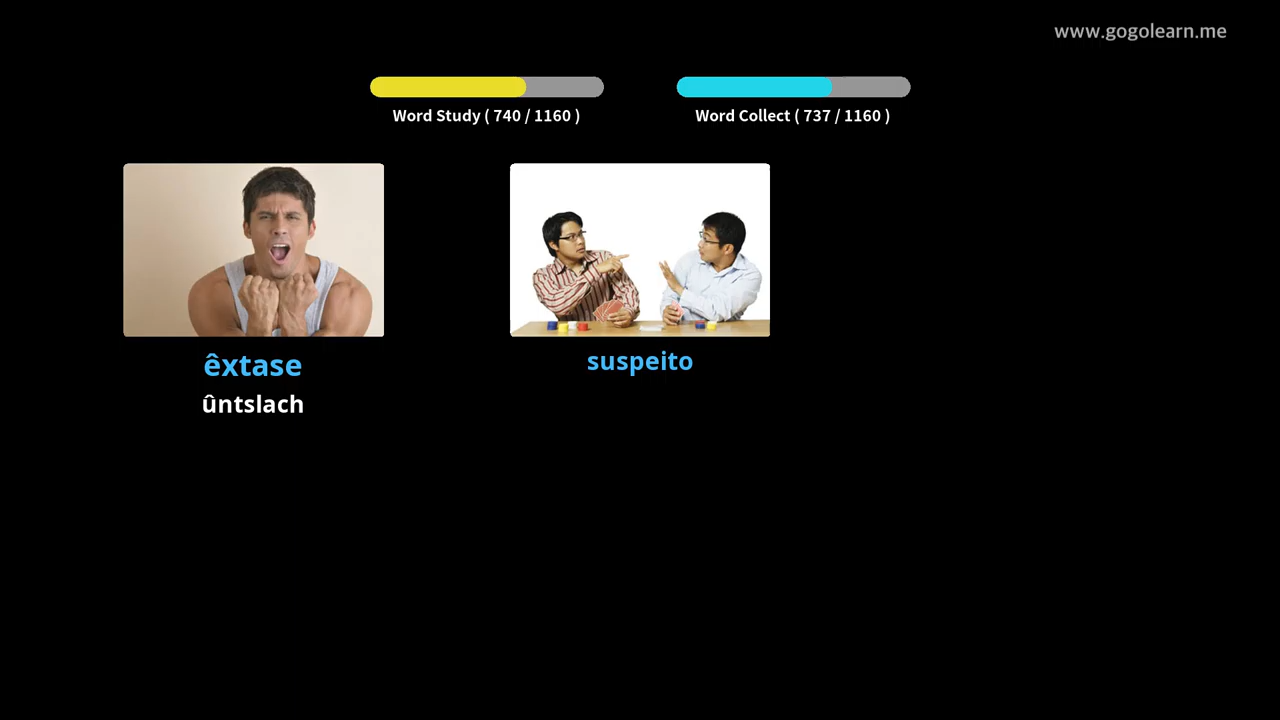 www.gogolearn.me
Word Study ( 740 / 1160 )
Word Collect ( 737 / 1160 )
êxtase
ûntslach
suspeito